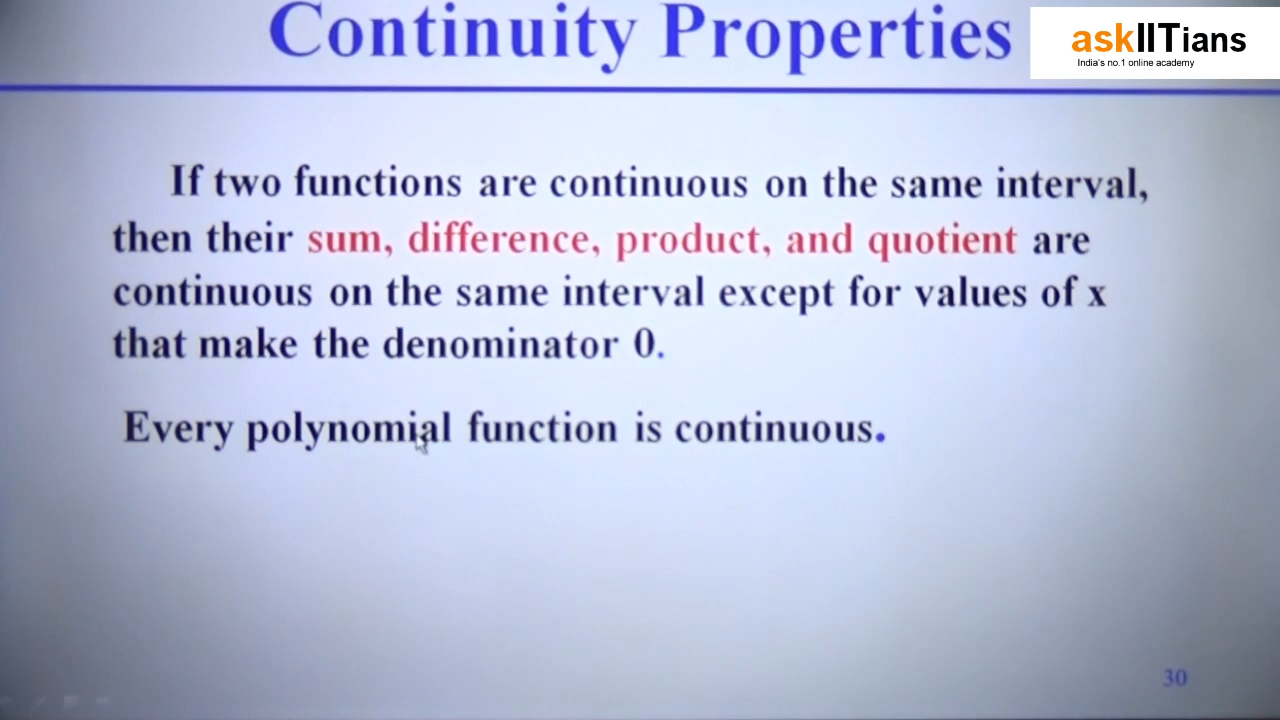 Continuity Properties
askIITians
India's no.1 online academy
If two functions are continuous on the same interval,
then their sum, difference, product, and quotient are
continuous on the same interval except for values of x
that make the denominator 0.
Every polynomial function is continuous.
30